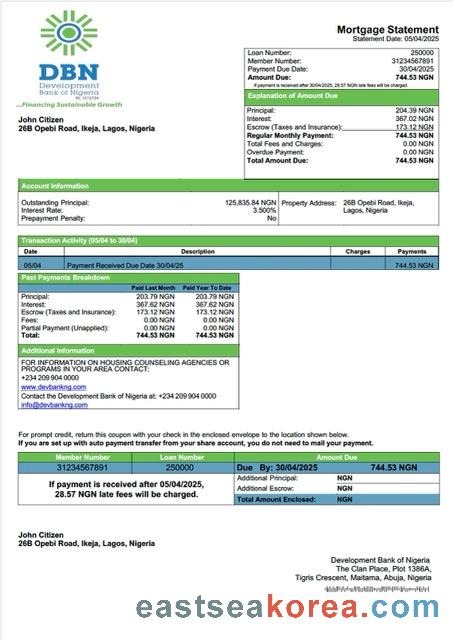 DBN
Development
Bank of Nigeria
...Financing Sustainable Growth
Mortgage Statement
Statement Date: 05/04/2025
Loan Number: 250000
Member Number: 31234567891
Payment Due Date: 30/04/2025
Amount Due: 744.53 NGN
If payment is received after 30/04/2025, 28.57 NGN late fees will be charged.
John Citizen
26B Opebi Road, Ikeja, Lagos, Nigeria
Explanation of Amount Due
Principal: 204.39 NGN
Interest: 367.02 NGN
Escrow (Taxes and Insurance): 173.12 NGN
Regular Monthly Payment: 744.53 NGN
Total Fees and Charges: 0.00 NGN
Overdue Payment: 0.00 NGN
Total Amount Due: 744.53 NGN
Account Information
Outstanding Principal: 125,835.84 NGN
Interest Rate: 3.500%
Prepayment Penalty: No
Property Address: 26B Opebi Road, Ikeja,
Lagos, Nigeria
Transaction Activity (05/04 to 30/04)
Date Description Charges Payments
05/04 Payment Received Due Date 30/04/25 744.53 NGN
Past Payments Breakdown
Paid Last Month Paid Year To Date
Principal: 203.79 NGN 203.79 NGN
Interest: 367.62 NGN 367.62 NGN
Escrow (Taxes and Insurance): 173.12 NGN 173.12 NGN
Fees: 0.00 NGN 0.00 NGN
Partial Payment (Unapplied): 0.00 NGN 0.00 NGN
Total: 744.53 NGN 744.53 NGN
Additional Information
FOR INFORMATION ON HOUSING COUNSELING AGENCIES OR
PROGRAMS IN YOUR AREA CONTACT:
+234 209 904 0000
www.devbankng.com
Contact the Development Bank of Nigeria at: +234 209 904 0000
info@devbankng.com
For prompt credit, return this coupon with your check in the enclosed envelope to the location shown below.
If you are set up with auto payment transfer from your share account, you do not need to mail your payment.
Member Number Loan Number Amount Due
31234567891 250000 Due By: 30/04/2025 744.53 NGN
If payment is received after 05/04/2025,
28.57 NGN late fees will be charged.
Additional Principal: NGN
Additional Escrow: NGN
Total Amount Enclosed: NGN
John Citizen
26B Opebi Road, Ikeja, Lagos, Nigeria
Development Bank of Nigeria
The Clan Place, Plot 1386A,
Tigris Crescent, Maitama, Abuja, Nigeria
eastseakorea.com